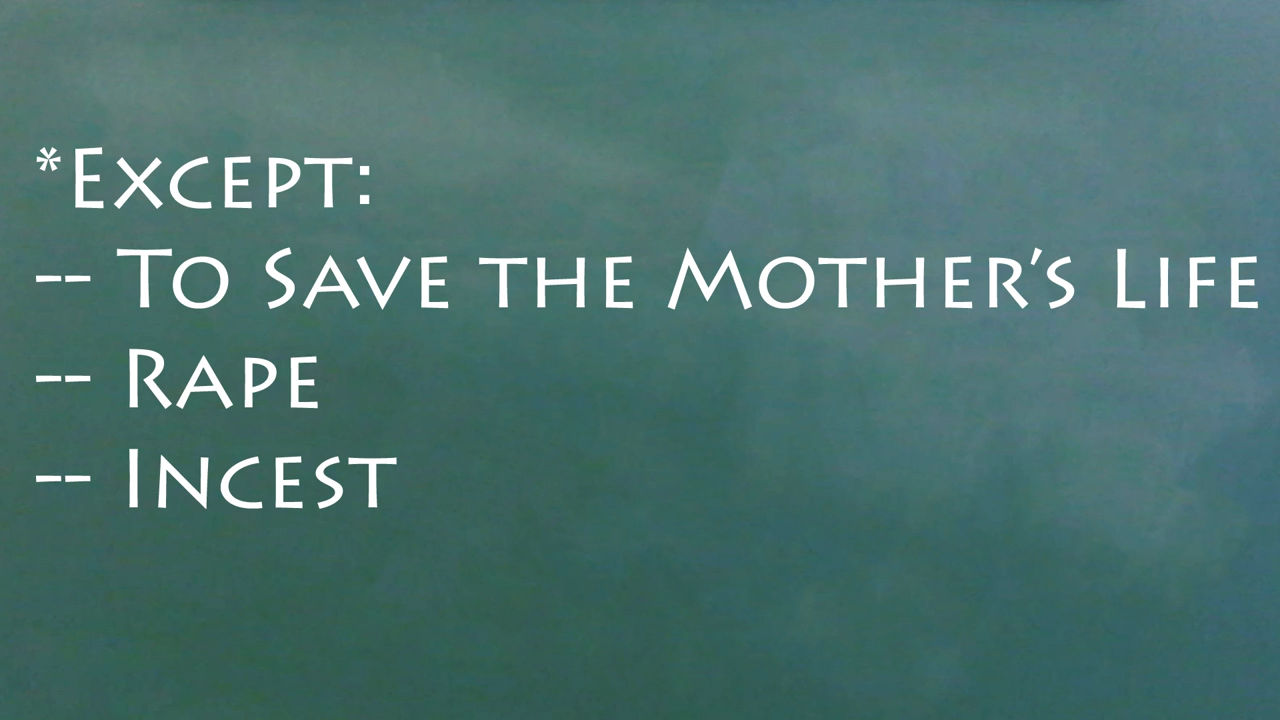 *Except:
-- To Save the Mother’s Life
-- Rape
-- Incest